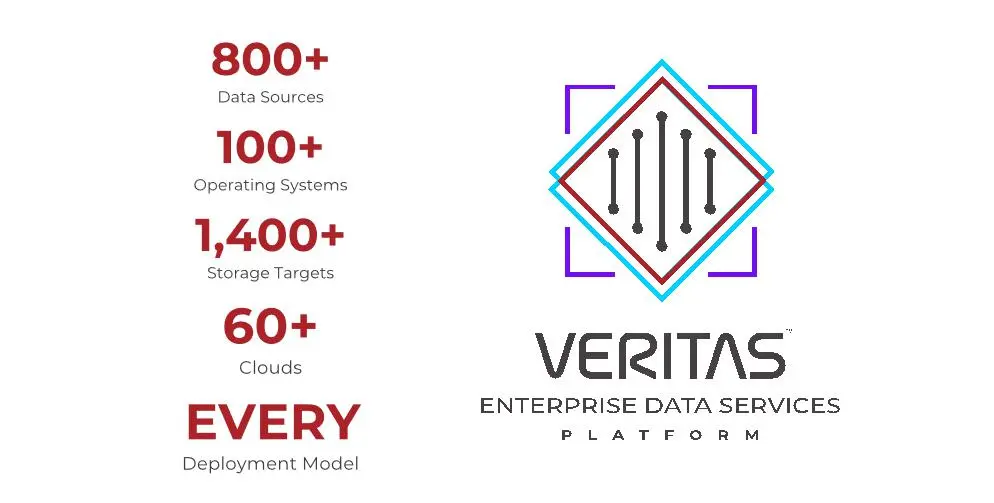 800+
Data Sources
100+
Operating Systems
1,400+
Storage Targets
60+
Clouds
EVERY
Deployment Model
VERITAS™
ENTERPRISE DATA SERVICES
PLATFORM